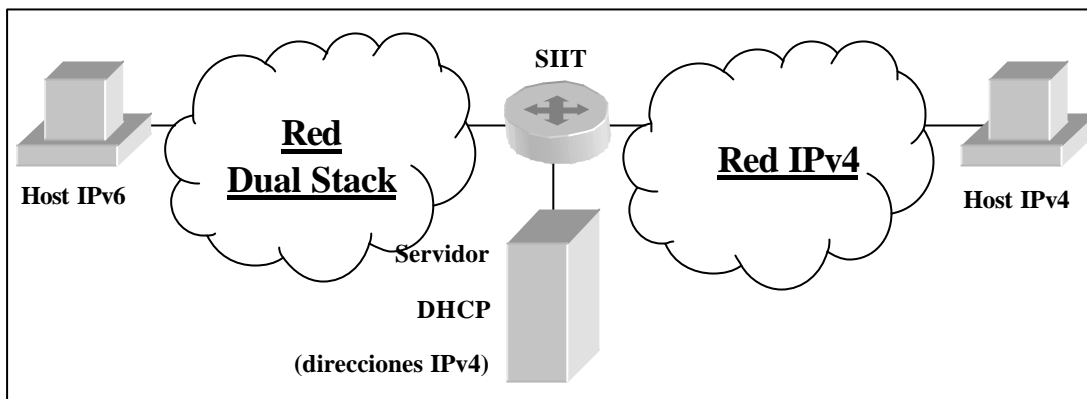 SIIT
Red
Dual Stack
Red IPv4
Host IPv6
Host IPv4
Servidor
DHCP
(direcciones IPv4)